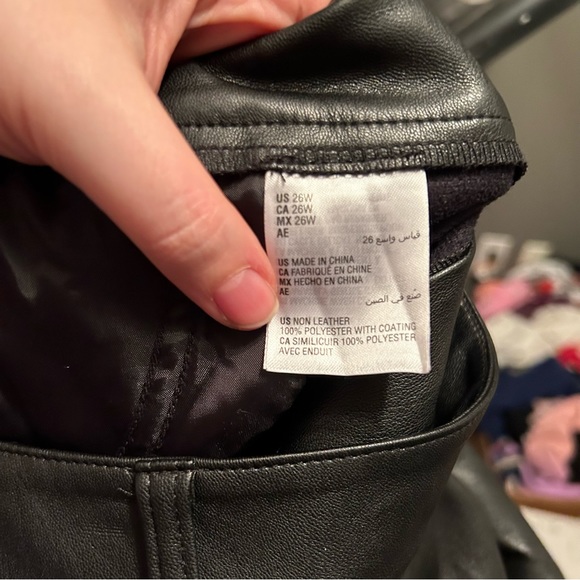 US 26W
CA 26W
MX 26W
AE
قياس واسع 26
US MADE IN CHINA
CA FABRIQUÉ EN CHINE
MX HECHO EN CHINA
AE
صنّع في الصين
US NON LEATHER
100% POLYESTER WITH COATING
CA SIMILICUIR 100% POLYESTER
AVEC ENDUIT